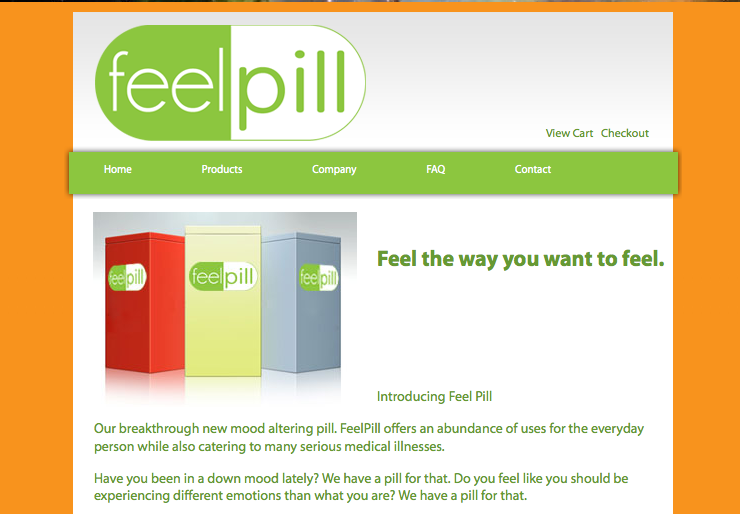 feelpill
View Cart Checkout
Home Products Company FAQ Contact
feelpill feelpill feelpill
Feel the way you want to feel.
Introducing Feel Pill
Our breakthrough new mood altering pill. FeelPill offers an abundance of uses for the everyday
person while also catering to many serious medical illnesses.
Have you been in a down mood lately? We have a pill for that. Do you feel like you should be
experiencing different emotions than what you are? We have a pill for that.